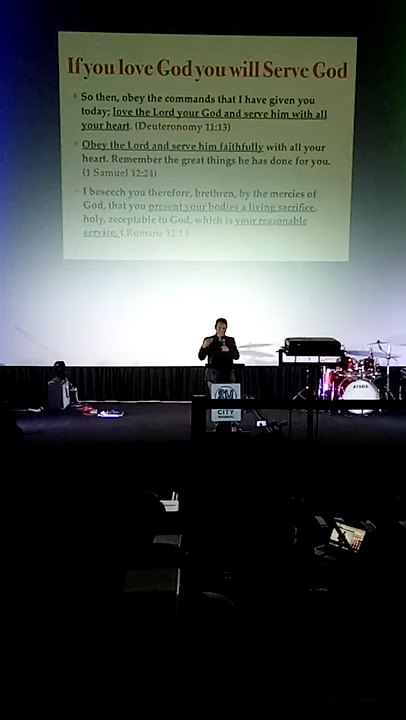 If you love God you will Serve God
So then, obey the commands that I have given you
today; love the Lord your God and serve him with all
your heart. (Deuteronomy 11:13)
Obey the Lord and serve him faithfully with all your
heart. Remember the great things he has done for you.
(1 Samuel 12:24)
I beseech you therefore, brethren, by the mercies of
God, that you present your bodies a living sacrifice,
holy, acceptable to God, which is your reasonable
service. ( Romans 12:1 )
CITY
TAMA